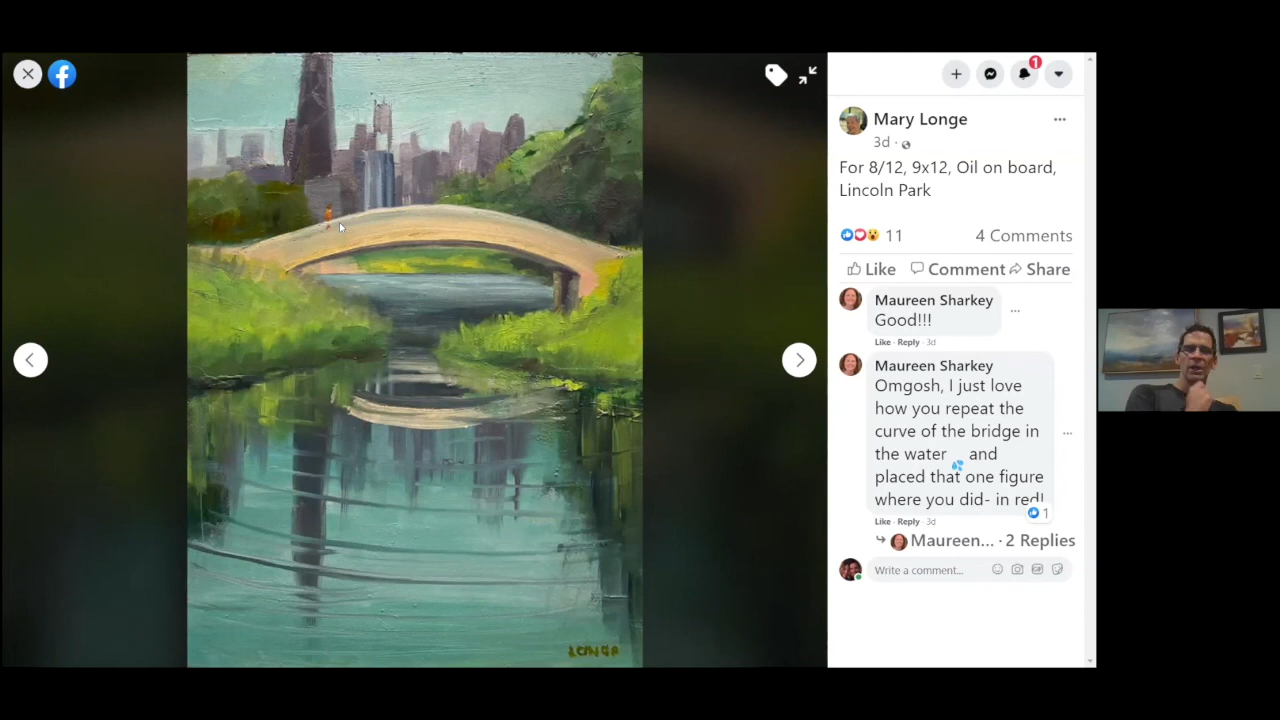 1
Mary Longe
3d
For 8/12, 9x12, Oil on board,
Lincoln Park
11
4 Comments
Like
Comment
Share
Maureen Sharkey
Good!!!
Like · Reply · 3d
Maureen Sharkey
Omgosh, I just love
how you repeat the
curve of the bridge in
the water 💦 and
placed that one figure
where you did- in red!
1
Like · Reply · 3d
Maureen... · 2 Replies
Write a comment...
LONGE